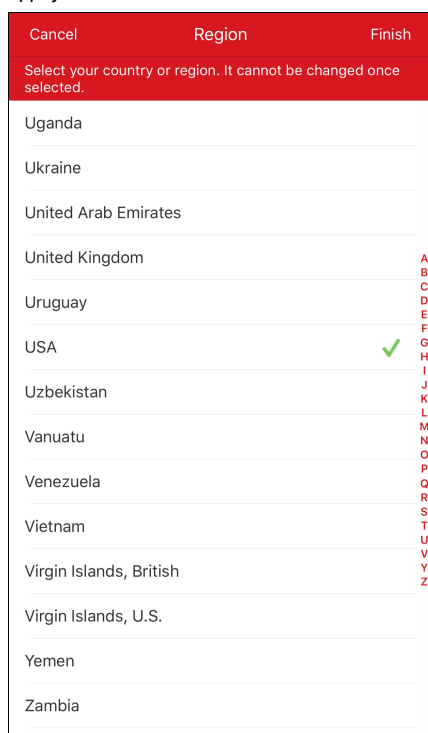 Cancel Region Finish
Select your country or region. It cannot be changed once
selected.
Uganda
Ukraine
United Arab Emirates
United Kingdom
Uruguay
USA
Uzbekistan
Vanuatu
Venezuela
Vietnam
Virgin Islands, British
Virgin Islands, U.S.
Yemen
Zambia
A
B
C
D
E
F
G
H
I
J
K
L
M
N
O
P
Q
R
S
T
U
V
Y
Z